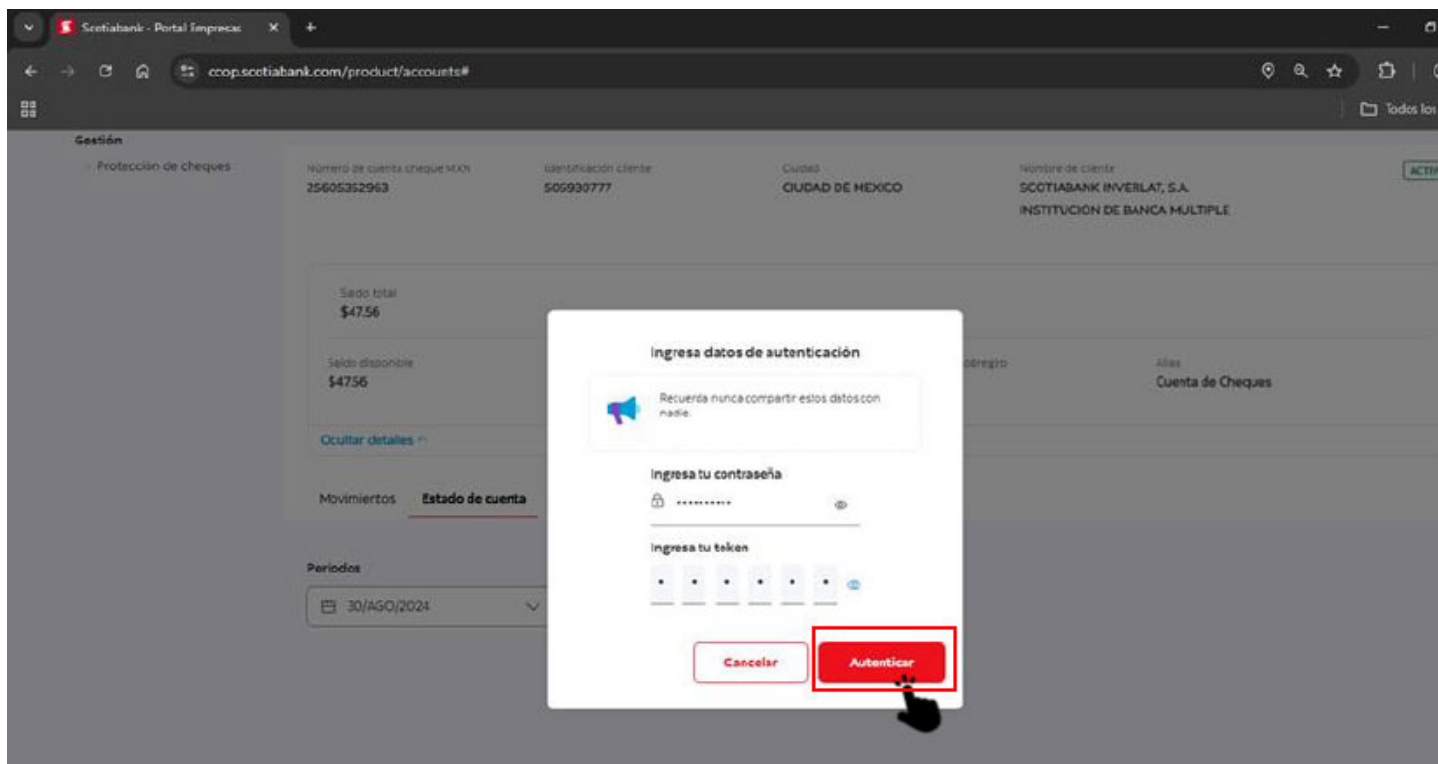 Scotiabank - Portal Empresas
ccop.scotiabank.com/product/accounts#
Todos los
Gestión
Protección de cheques
Número de cuenta cheque MXN
25605352963
Identificación cliente
505930777
Ciudad
CIUDAD DE MEXICO
Nombre de cliente
SCOTIABANK INVERLAT, S.A.
INSTITUCION DE BANCA MULTIPLE
Saldo total
$47.56
Saldo disponible
$47.56
Alias
Cuenta de Cheques
Ocultar detalles
Movimientos
Estado de cuenta
Periodos
30/AGO/2024
Ingresa datos de autenticación
Recuerda nunca compartir estos datos con
nadie.
Ingresa tu contraseña
Ingresa tu token
Cancelar
Autenticar